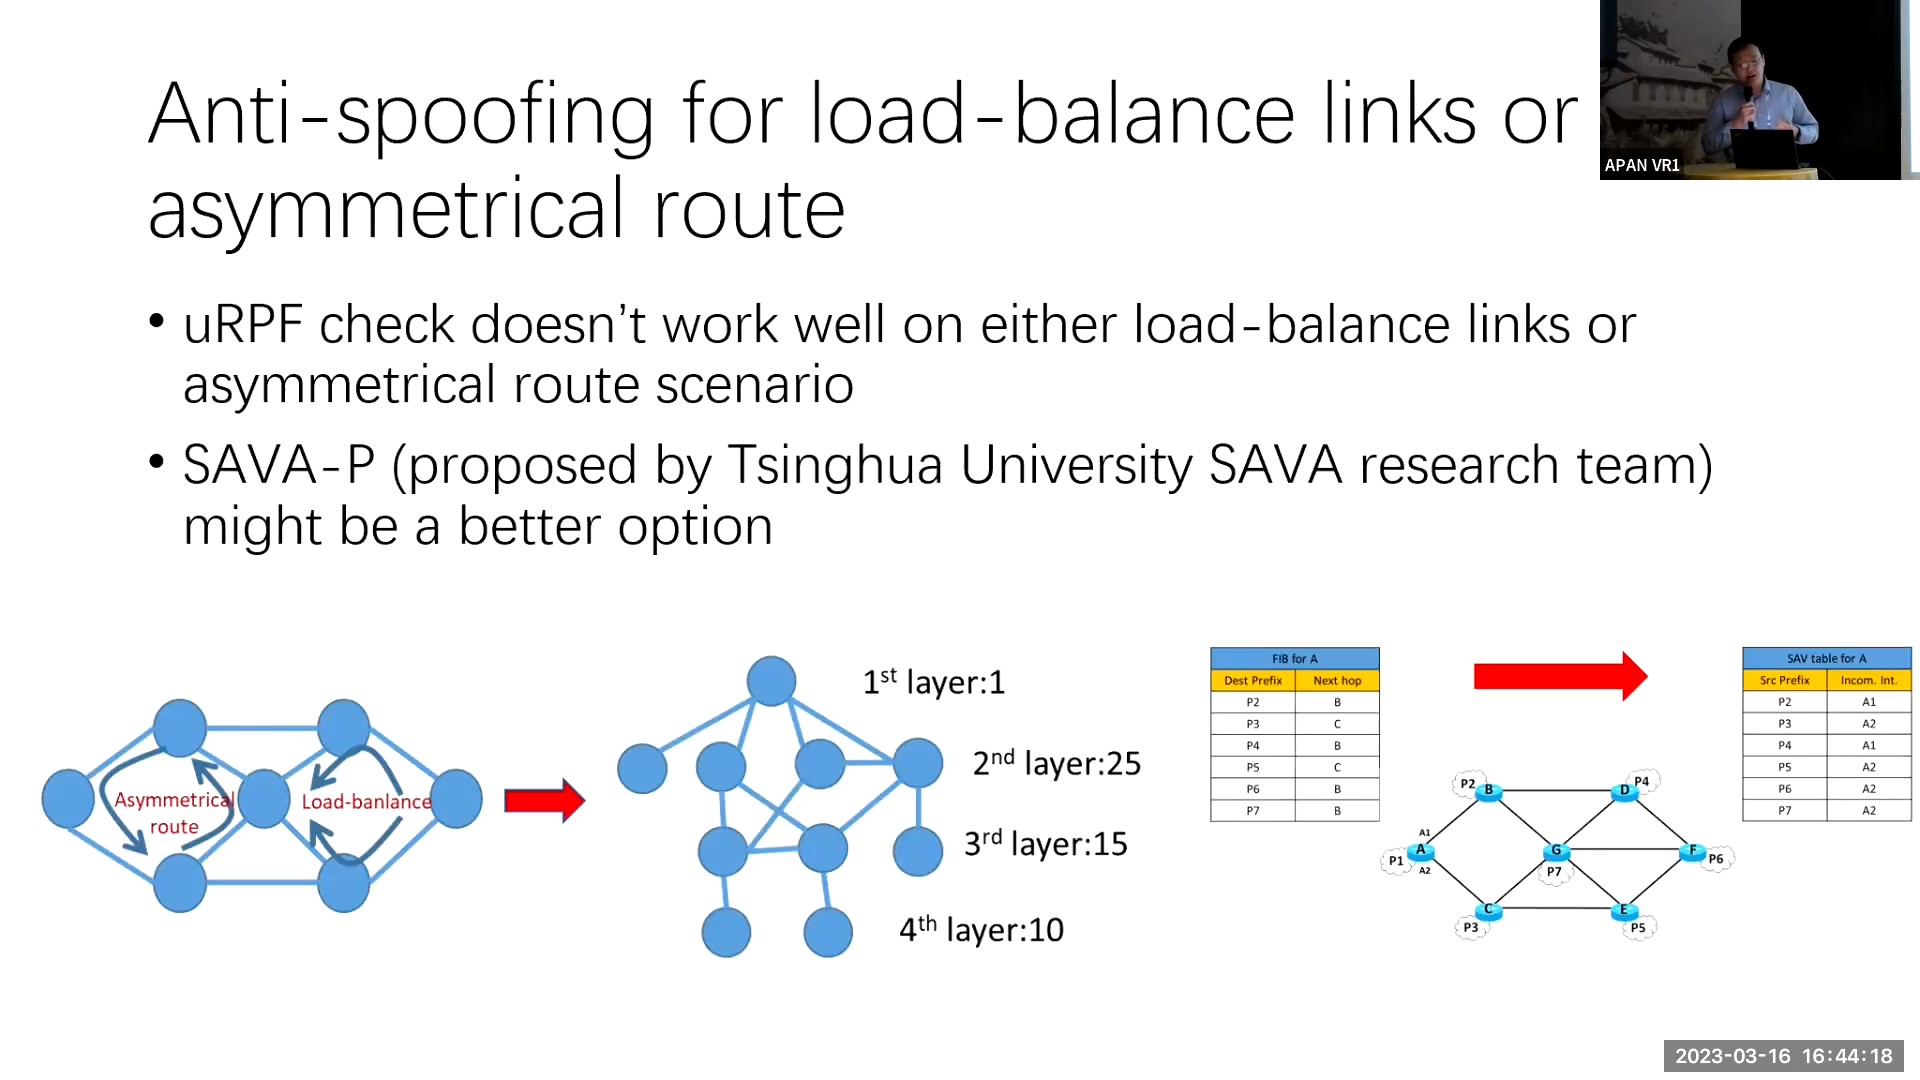 Anti-spoofing for load-balance links or
asymmetrical route
APAN VR1
• uRPF check doesn't work well on either load-balance links or
asymmetrical route scenario
• SAVA-P (proposed by Tsinghua University SAVA research team)
might be a better option
Asymmetrical
route
Load-banlance
1st layer:1
2nd layer:25
3rd layer:15
4th layer:10
FIB for A
Dest Prefix Next hop
P2 B
P3 C
P4 B
P5 C
P6 B
P7 B
SAV table for A
Src Prefix Incom. Int.
P2 A1
P3 A2
P4 A1
P5 A2
P6 A2
P7 A2
P2 B
D P4
A1
P1 A
A2
G
P7
F P6
C
P3
E
P5
2023-03-16 16:44:18